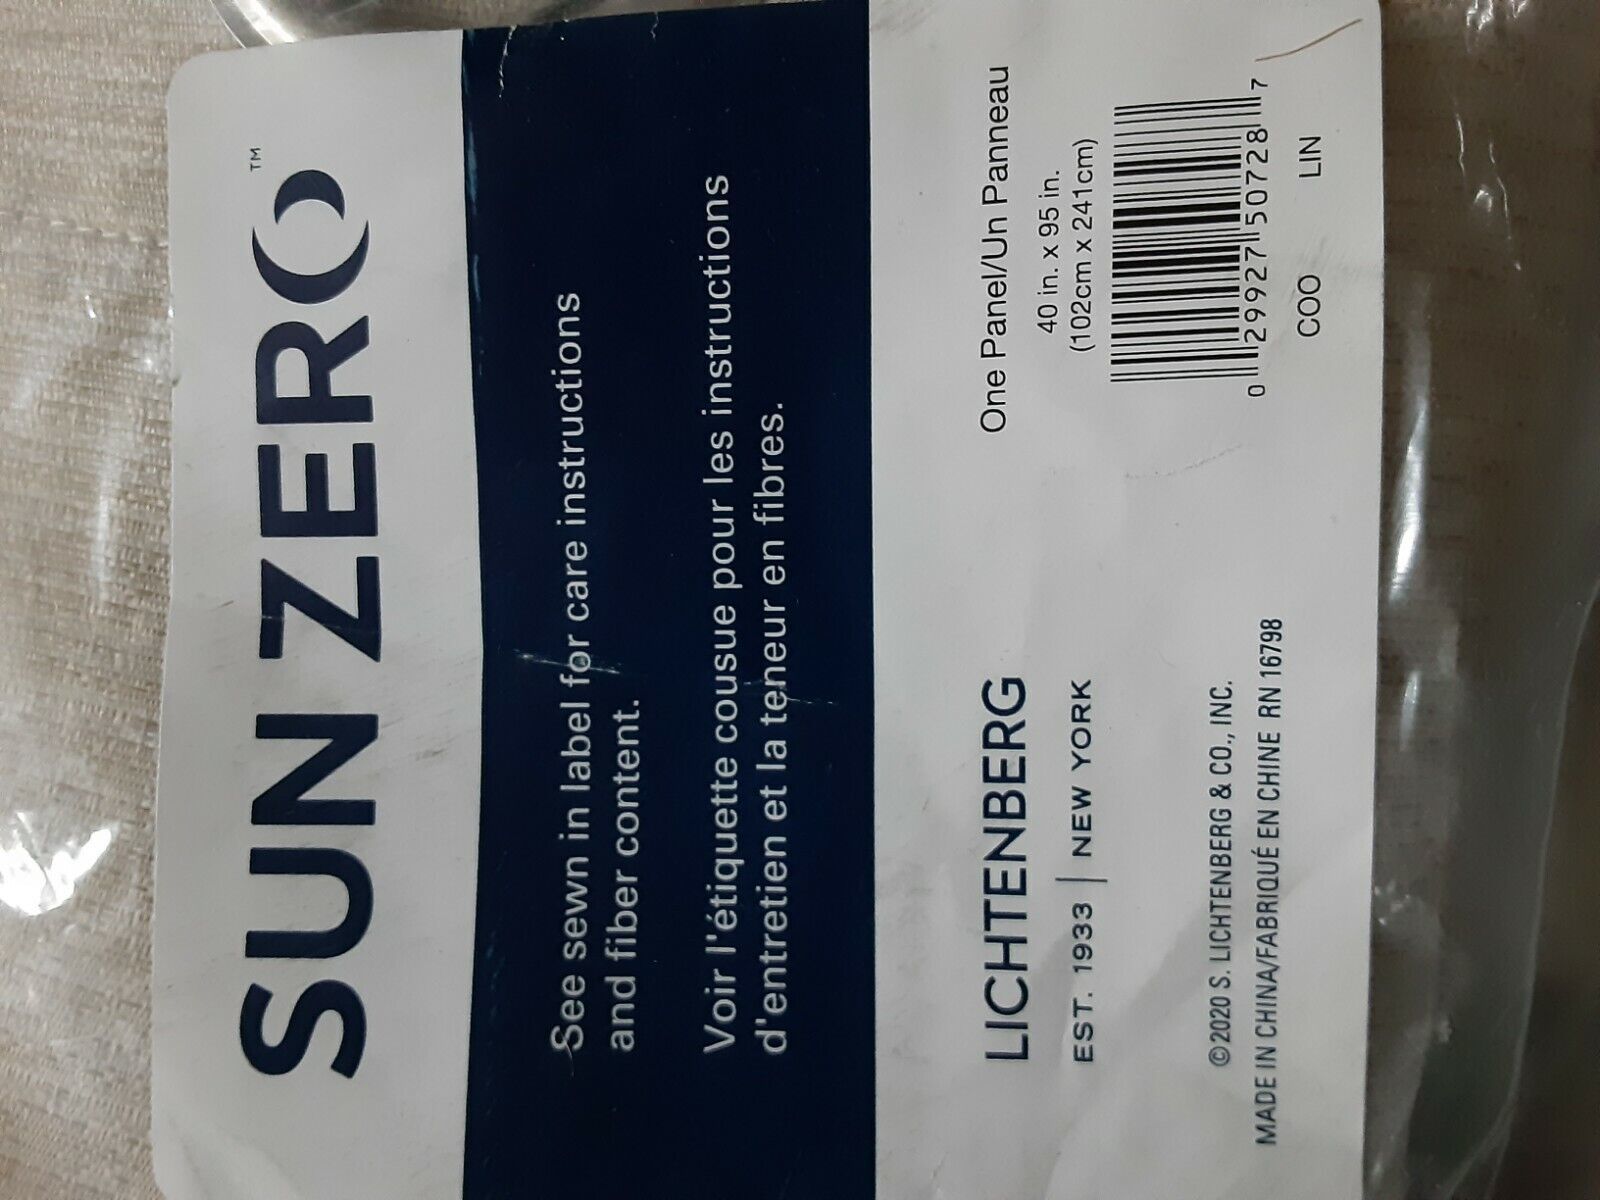 SUN ZERO™
See sewn in label for care instructions
and fiber content.
Voir l'étiquette cousue pour les instructions
d'entretien et la teneur en fibres.
LICHTENBERG
EST. 1933 | NEW YORK
©2020 S. LICHTENBERG & CO., INC.
MADE IN CHINA/FABRIQUÉ EN CHINE RN 16798
One Panel/Un Panneau
40 in. x 95 in.
(102cm x 241cm)
0 29927 50728 7
COO LIN